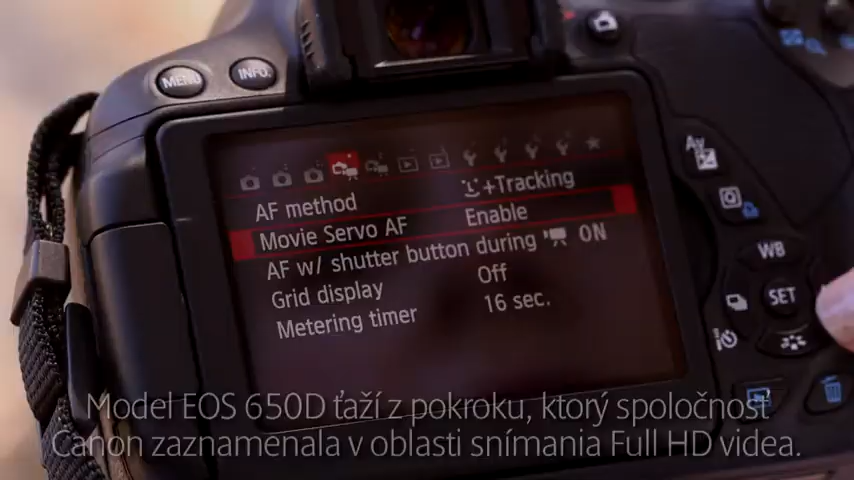 MENU
INFO.
AF method +Tracking
Movie Servo AF Enable
AF w/ shutter button during ON
Grid display Off
Metering timer 16 sec.
Av
WB
SET
Model EOS 650D ťaží z pokroku, ktorý spoločnosť
Canon zaznamenala v oblasti snímania Full HD videa.